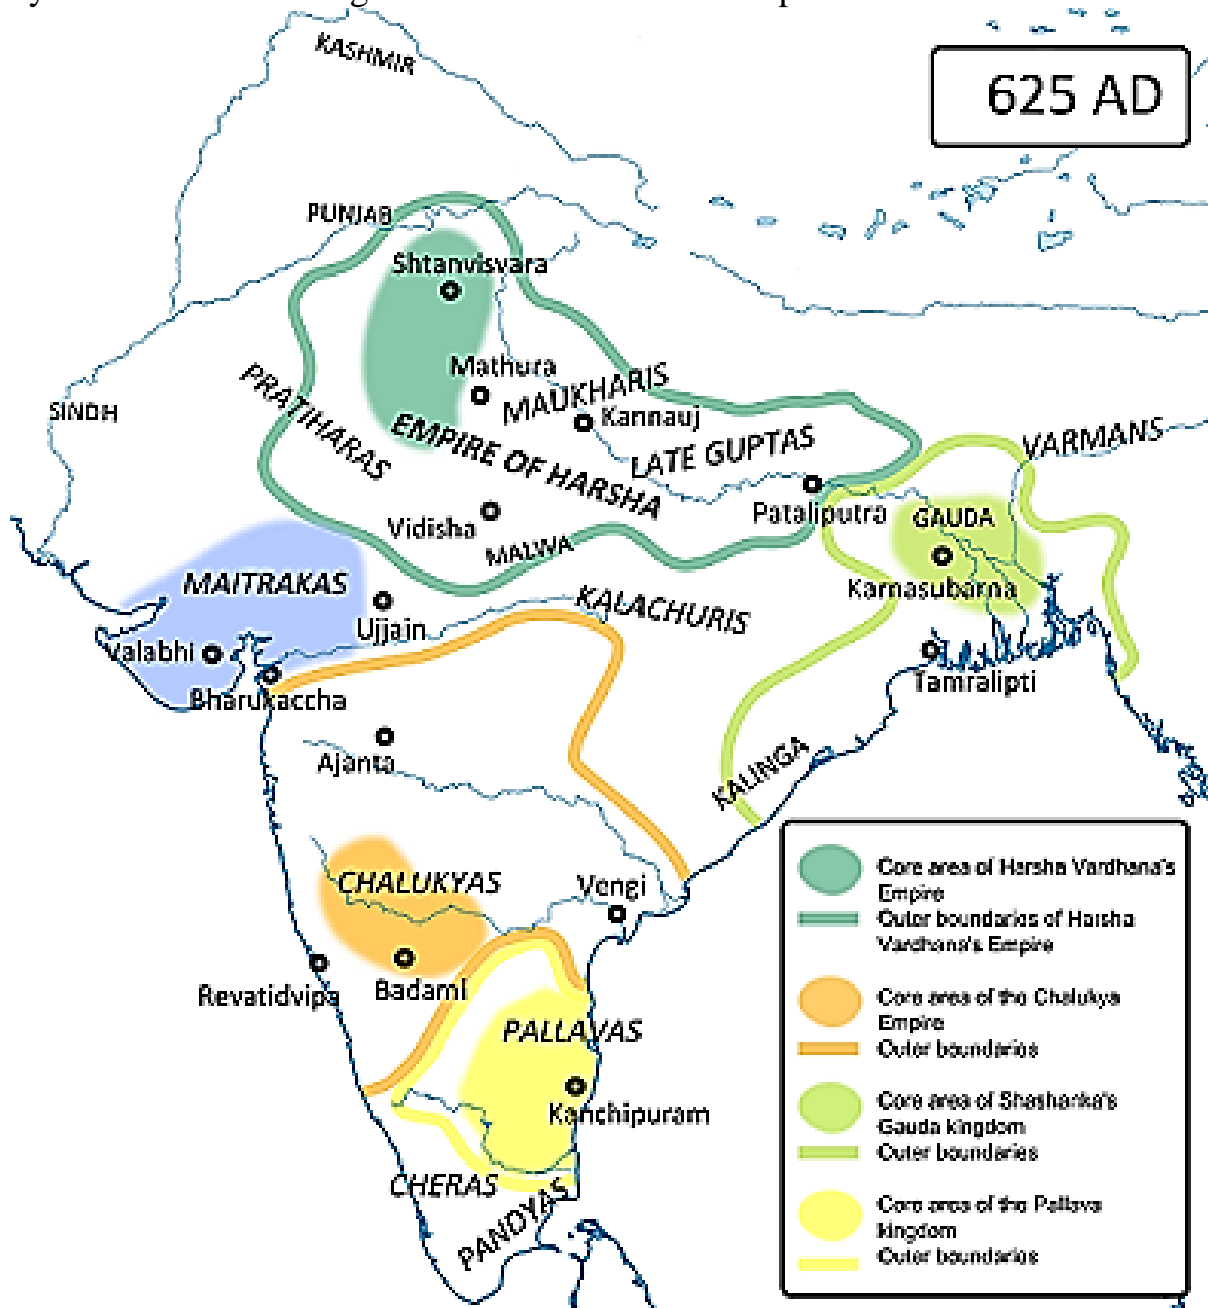 KASHMIR
625 AD
PUNJAB
Shtanvisvara
Mathura
MAUKHARIS
PRATIHARAS
SINDH
Kannauj
EMPIRE OF HARSHA
LATE GUPTAS
VARMANS
Pataliputra
GAUDA
Vidisha
MALWA
Karnasubarna
MAITRAKAS
KALACHURIS
Ujjain
Valabhi
Tamralipti
Bharukaccha
Ajanta
KALINGA
CHALUKYAS
Vengi
Revatidvipa
Badami
PALLAVAS
Kanchipuram
CHERAS
PANDYAS
Core area of Harsha Vardhana's
Empire
Outer boundaries of Harsha
Vardhana's Empire
Core area of the Chalukya
Empire
Outer boundaries
Core area of Shashanka's
Gauda kingdom
Outer boundaries
Core area of the Pallava
kingdom
Outer boundaries